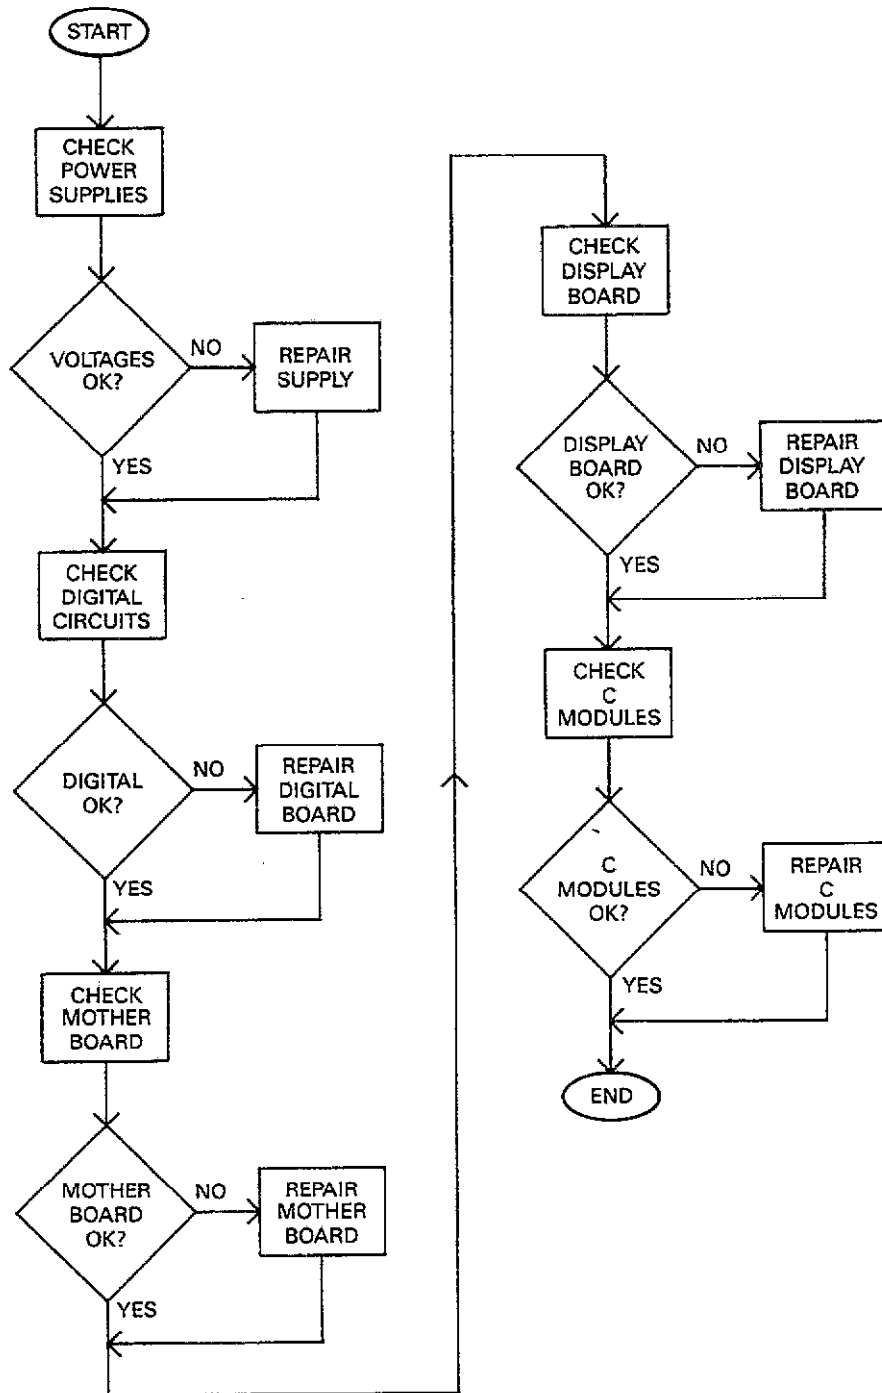 START
CHECK
POWER
SUPPLIES
VOLTAGES
OK?
NO
REPAIR
SUPPLY
YES
CHECK
DIGITAL
CIRCUITS
DIGITAL
OK?
NO
REPAIR
DIGITAL
BOARD
YES
CHECK
MOTHER
BOARD
MOTHER
BOARD
OK?
NO
REPAIR
MOTHER
BOARD
YES
CHECK
DISPLAY
BOARD
DISPLAY
BOARD
OK?
NO
REPAIR
DISPLAY
BOARD
YES
CHECK
C
MODULES
C
MODULES
OK?
NO
REPAIR
C
MODULES
YES
END